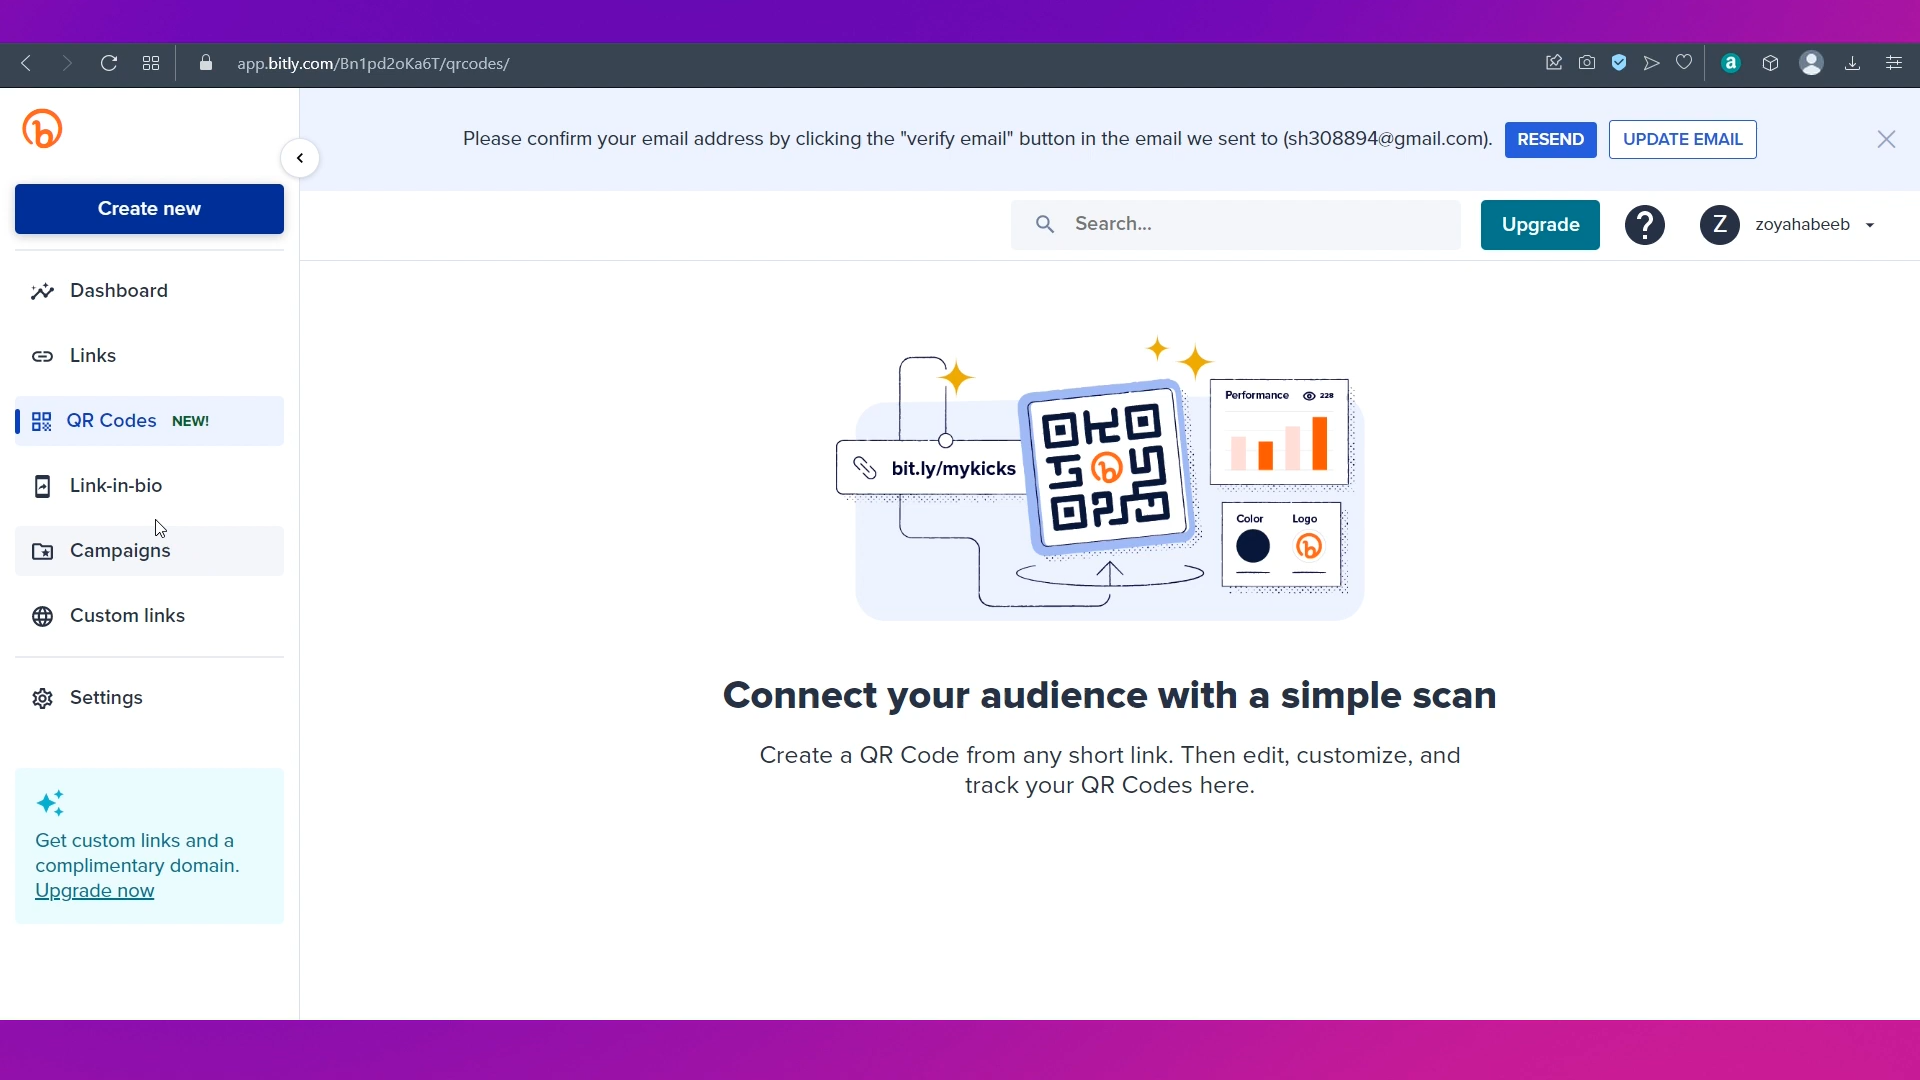 app.bitly.com/Bn1pd2oKa6T/qrcodes/
a
b
Please confirm your email address by clicking the "verify email" button in the email we sent to (sh308894@gmail.com).
RESEND
UPDATE EMAIL
Create new
Search...
Upgrade
?
Z
zoyahabeeb
Dashboard
Links
QR Codes NEW!
Link-in-bio
Campaigns
Custom links
Settings
Get custom links and a
complimentary domain.
Upgrade now
bit.ly/mykicks
b
Performance 228
Color Logo
b
Connect your audience with a simple scan
Create a QR Code from any short link. Then edit, customize, and
track your QR Codes here.